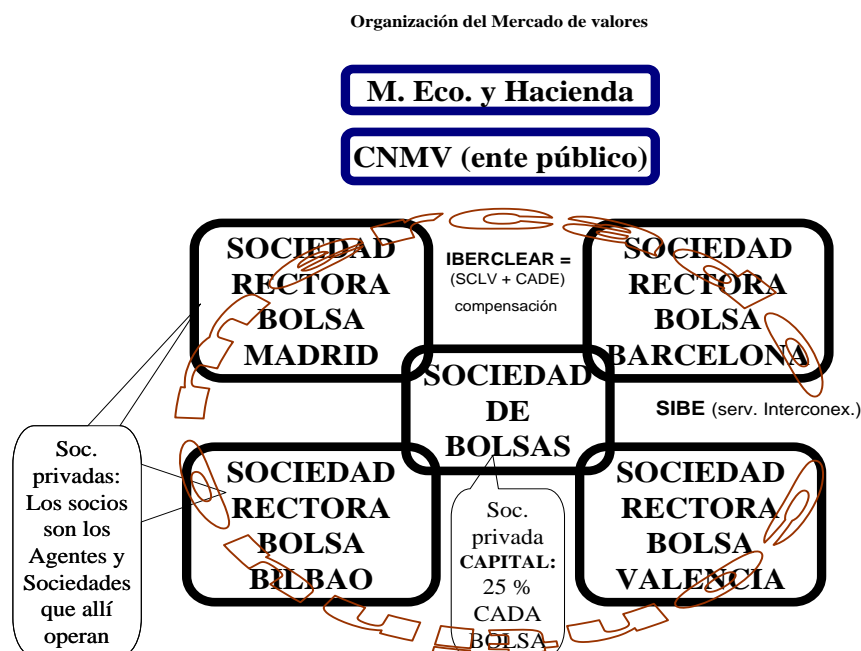 Organización del Mercado de valores
M. Eco. y Hacienda
CNMV (ente público)
SOCIEDAD
RECTORA
BOLSA
MADRID
IBERCLEAR =
(SCLV + CADE)
compensación
SOCIEDAD
RECTORA
BOLSA
BARCELONA
SOCIEDAD
DE
BOLSAS
SIBE (serv. Interconex.)
Soc.
privadas:
Los socios
son los
Agentes y
Sociedades
que allí
operan
SOCIEDAD
RECTORA
BOLSA
BILBAO
Soc.
privada
CAPITAL:
25 %
CADA
BOLSA
SOCIEDAD
RECTORA
BOLSA
VALENCIA